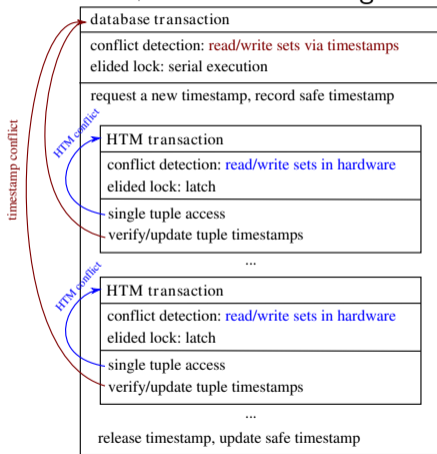 database transaction
conflict detection: read/write sets via timestamps
elided lock: serial execution
request a new timestamp, record safe timestamp
timestamp conflict
HTM conflict
HTM transaction
conflict detection: read/write sets in hardware
elided lock: latch
single tuple access
verify/update tuple timestamps
...
HTM conflict
HTM transaction
conflict detection: read/write sets in hardware
elided lock: latch
single tuple access
verify/update tuple timestamps
...
release timestamp, update safe timestamp